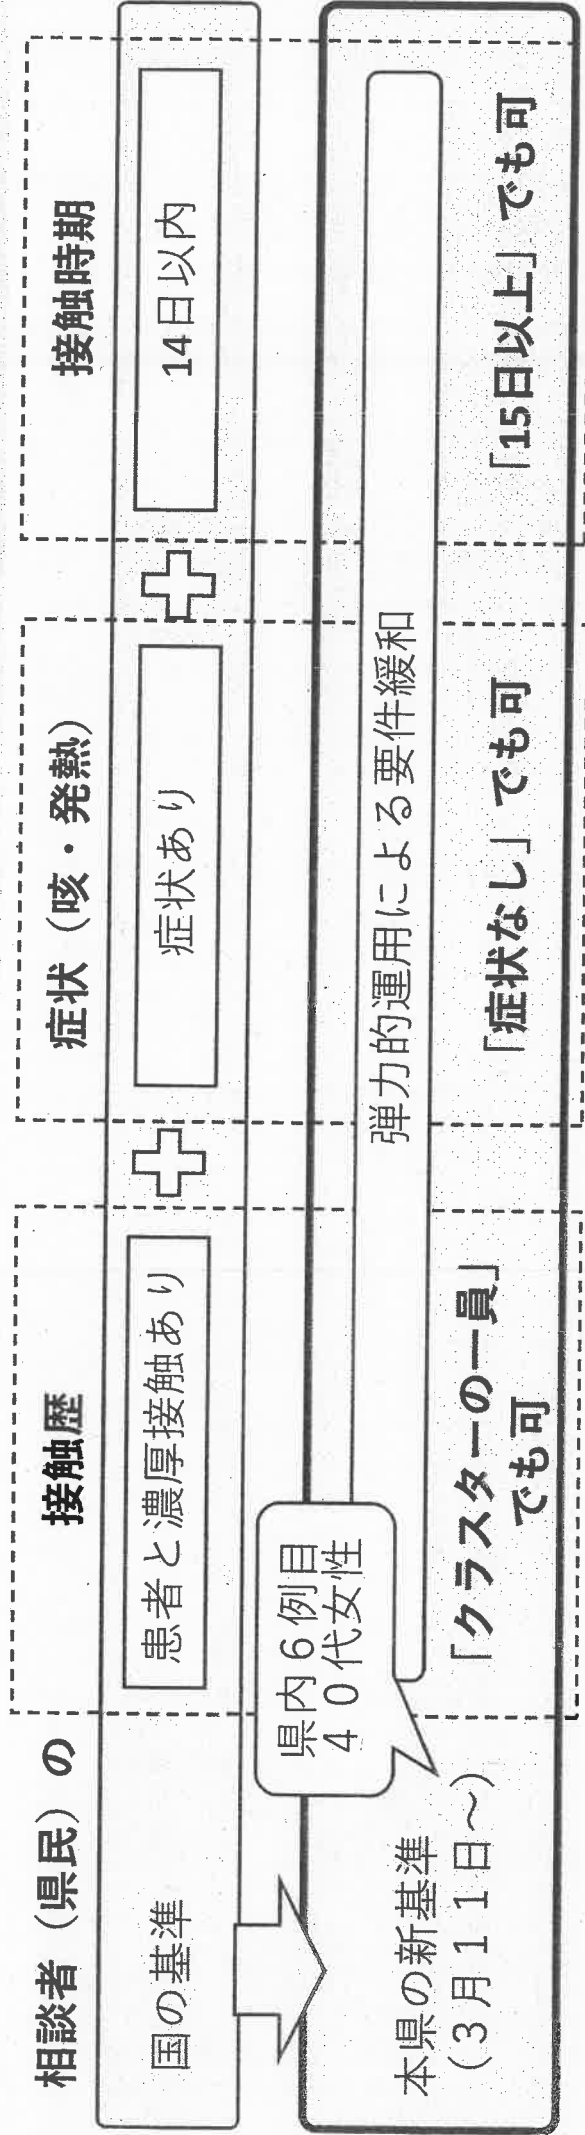 相談者（県民）の
接触歴
症状（咳・発熱）
接触時期
国の基準
患者と濃厚接触あり
症状あり
14日以内
県内６例目
４０代女性
弾力的運用による要件緩和
本県の新基準
（３月１１日～）
「クラスターの一員」
でも可
「症状なし」でも可
「15日以上」でも可